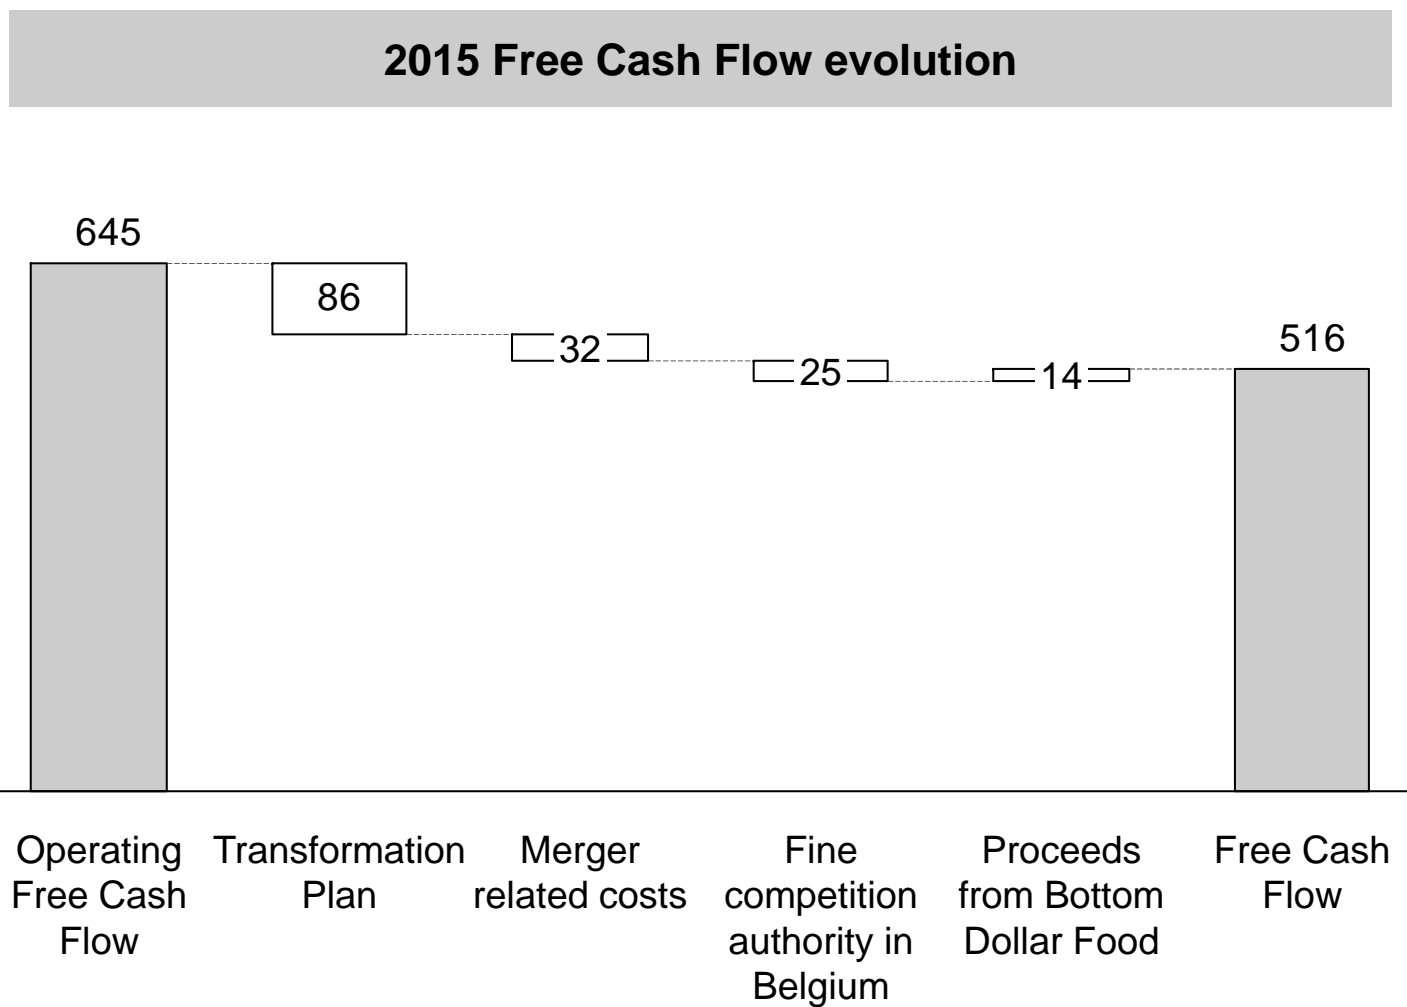 2015 Free Cash Flow evolution
645
86
32
25
14
516
Operating
Free Cash
Flow
Transformation
Plan
Merger
related costs
Fine
competition
authority in
Belgium
Proceeds
from Bottom
Dollar Food
Free Cash
Flow